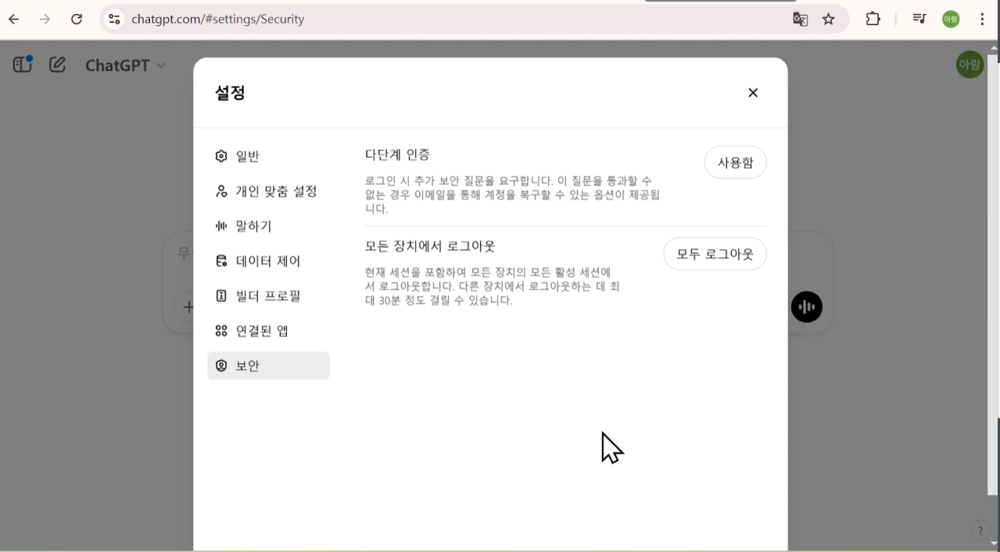 chatgpt.com/#settings/Security
아람
ChatGPT
아람
설정
일반
개인 맞춤 설정
말하기
데이터 제어
빌더 프로필
연결된 앱
보안
다단계 인증
사용함
로그인 시 추가 보안 질문을 요구합니다. 이 질문을 통과할 수
없는 경우 이메일을 통해 계정을 복구할 수 있는 옵션이 제공됩
니다.
모든 장치에서 로그아웃
모두 로그아웃
현재 세션을 포함하여 모든 장치의 모든 활성 세션에
서 로그아웃합니다. 다른 장치에서 로그아웃하는 데 최
대 30분 정도 걸릴 수 있습니다.
무
?